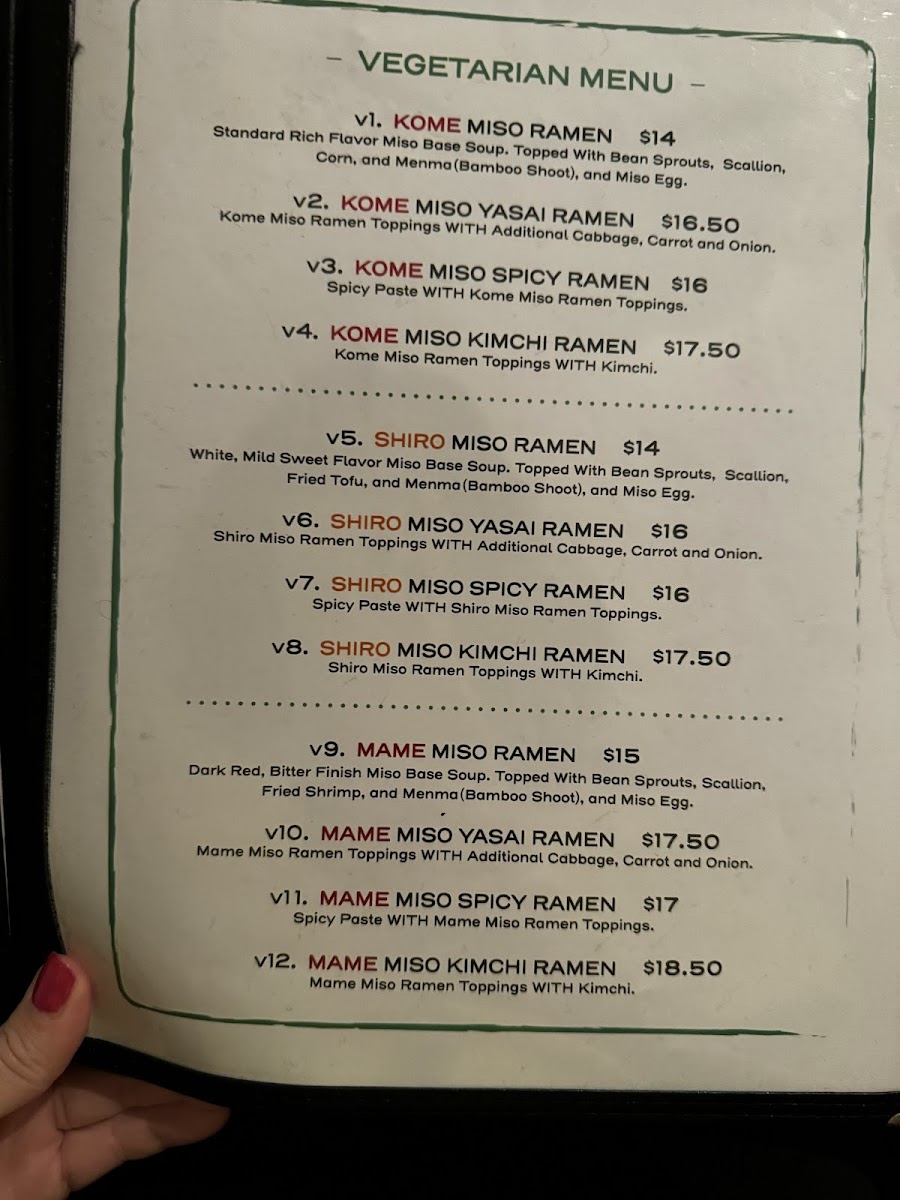 - VEGETARIAN MENU -
v1. KOME MISO RAMEN $14
Standard Rich Flavor Miso Base Soup. Topped With Bean Sprouts, Scallion,
Corn, and Menma(Bamboo Shoot), and Miso Egg.
v2. KOME MISO YASAI RAMEN $16.50
Kome Miso Ramen Toppings WITH Additional Cabbage, Carrot and Onion.
v3. KOME MISO SPICY RAMEN $16
Spicy Paste WITH Kome Miso Ramen Toppings.
v4. KOME MISO KIMCHI RAMEN $17.50
Kome Miso Ramen Toppings WITH Kimchi.
v5. SHIRO MISO RAMEN $14
White, Mild Sweet Flavor Miso Base Soup. Topped With Bean Sprouts, Scallion,
Fried Tofu, and Menma(Bamboo Shoot), and Miso Egg.
v6. SHIRO MISO YASAI RAMEN $16
Shiro Miso Ramen Toppings WITH Additional Cabbage, Carrot and Onion.
v7. SHIRO MISO SPICY RAMEN $16
Spicy Paste WITH Shiro Miso Ramen Toppings.
v8. SHIRO MISO KIMCHI RAMEN $17.50
Shiro Miso Ramen Toppings WITH Kimchi.
v9. MAME MISO RAMEN $15
Dark Red, Bitter Finish Miso Base Soup. Topped With Bean Sprouts, Scallion,
Fried Shrimp, and Menma(Bamboo Shoot), and Miso Egg.
v10. MAME MISO YASAI RAMEN $17.50
Mame Miso Ramen Toppings WITH Additional Cabbage, Carrot and Onion.
v11. MAME MISO SPICY RAMEN $17
Spicy Paste WITH Mame Miso Ramen Toppings.
v12. MAME MISO KIMCHI RAMEN $18.50
Mame Miso Ramen Toppings WITH Kimchi.